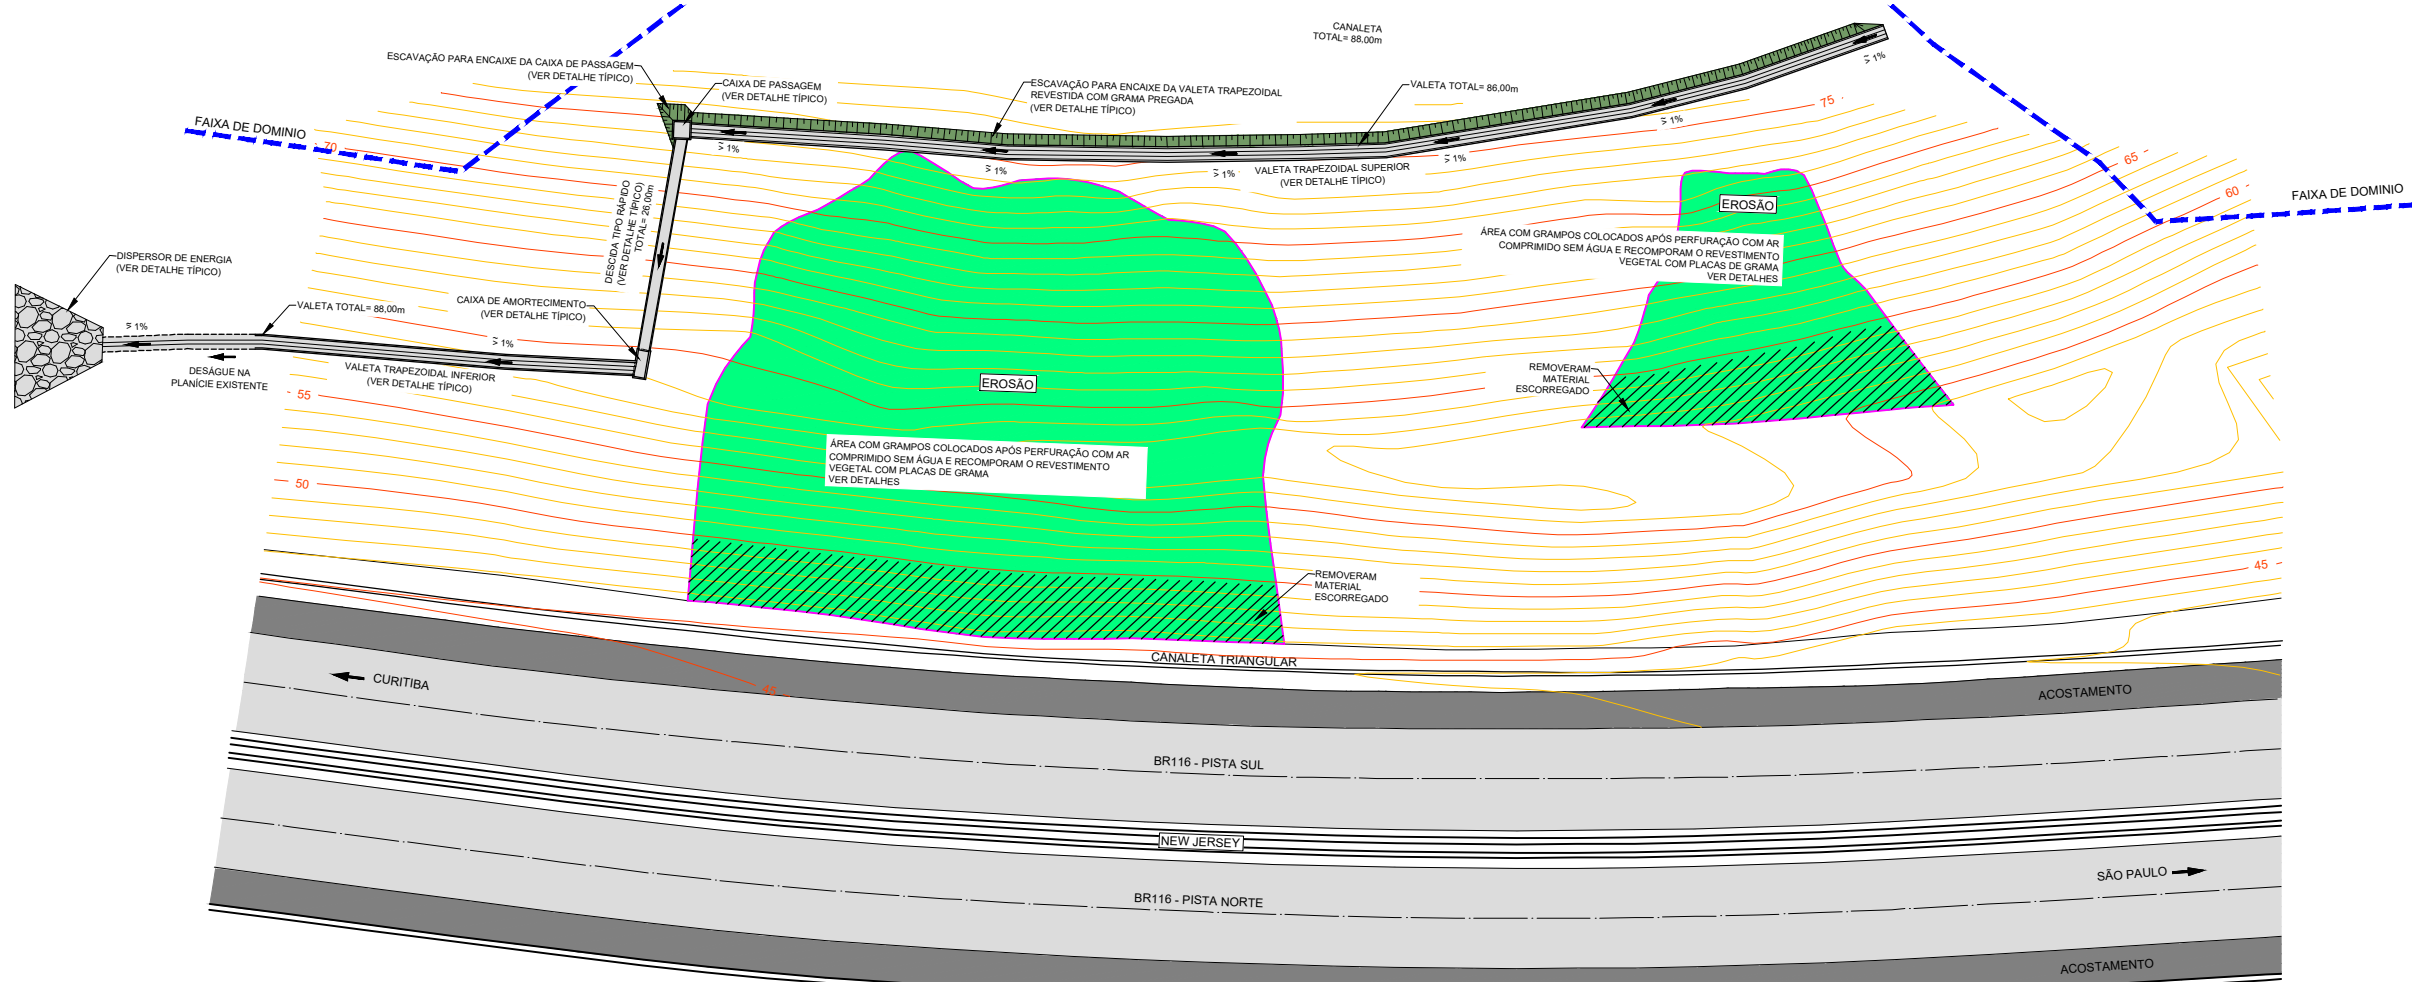 CANALETA
TOTAL= 88.00m
ESCAVAÇÃO PARA ENCAIXE DA CAIXA DE PASSAGEM
(VER DETALHE TÍPICO)
CAIXA DE PASSAGEM
(VER DETALHE TÍPICO)
ESCAVAÇÃO PARA ENCAIXE DA VALETA TRAPEZOIDAL
REVESTIDA COM GRAMA PREGADA
(VER DETALHE TÍPICO)
VALETA TOTAL= 86,00m
≥ 1%
75
≥ 1%
FAIXA DE DOMINIO
70
≥ 1%
≥ 1%
≥ 1%
≥ 1%
VALETA TRAPEZOIDAL SUPERIOR
(VER DETALHE TÍPICO)
65
60
FAIXA DE DOMINIO
DESCIDA TIPO RÁPIDO
(VER DETALHE TÍPICO)
TOTAL= 26,00m
EROSÃO
ÁREA COM GRAMPOS COLOCADOS APÓS PERFURAÇÃO COM AR
COMPRIMIDO SEM ÁGUA E RECOMPORAM O REVESTIMENTO
VEGETAL COM PLACAS DE GRAMA
VER DETALHES
DISPERSOR DE ENERGIA
(VER DETALHE TÍPICO)
VALETA TOTAL= 88,00m
CAIXA DE AMORTECIMENTO
(VER DETALHE TÍPICO)
≥ 1%
≥ 1%
DESÁGUE NA
PLANÍCIE EXISTENTE
VALETA TRAPEZOIDAL INFERIOR
(VER DETALHE TÍPICO)
EROSÃO
REMOVERAM
MATERIAL
ESCORREGADO
55
ÁREA COM GRAMPOS COLOCADOS APÓS PERFURAÇÃO COM AR
COMPRIMIDO SEM ÁGUA E RECOMPORAM O REVESTIMENTO
VEGETAL COM PLACAS DE GRAMA
VER DETALHES
50
45
REMOVERAM
MATERIAL
ESCORREGADO
CANALETA TRIANGULAR
CURITIBA
45
ACOSTAMENTO
BR116 - PISTA SUL
NEW JERSEY
SÃO PAULO
BR116 - PISTA NORTE
ACOSTAMENTO